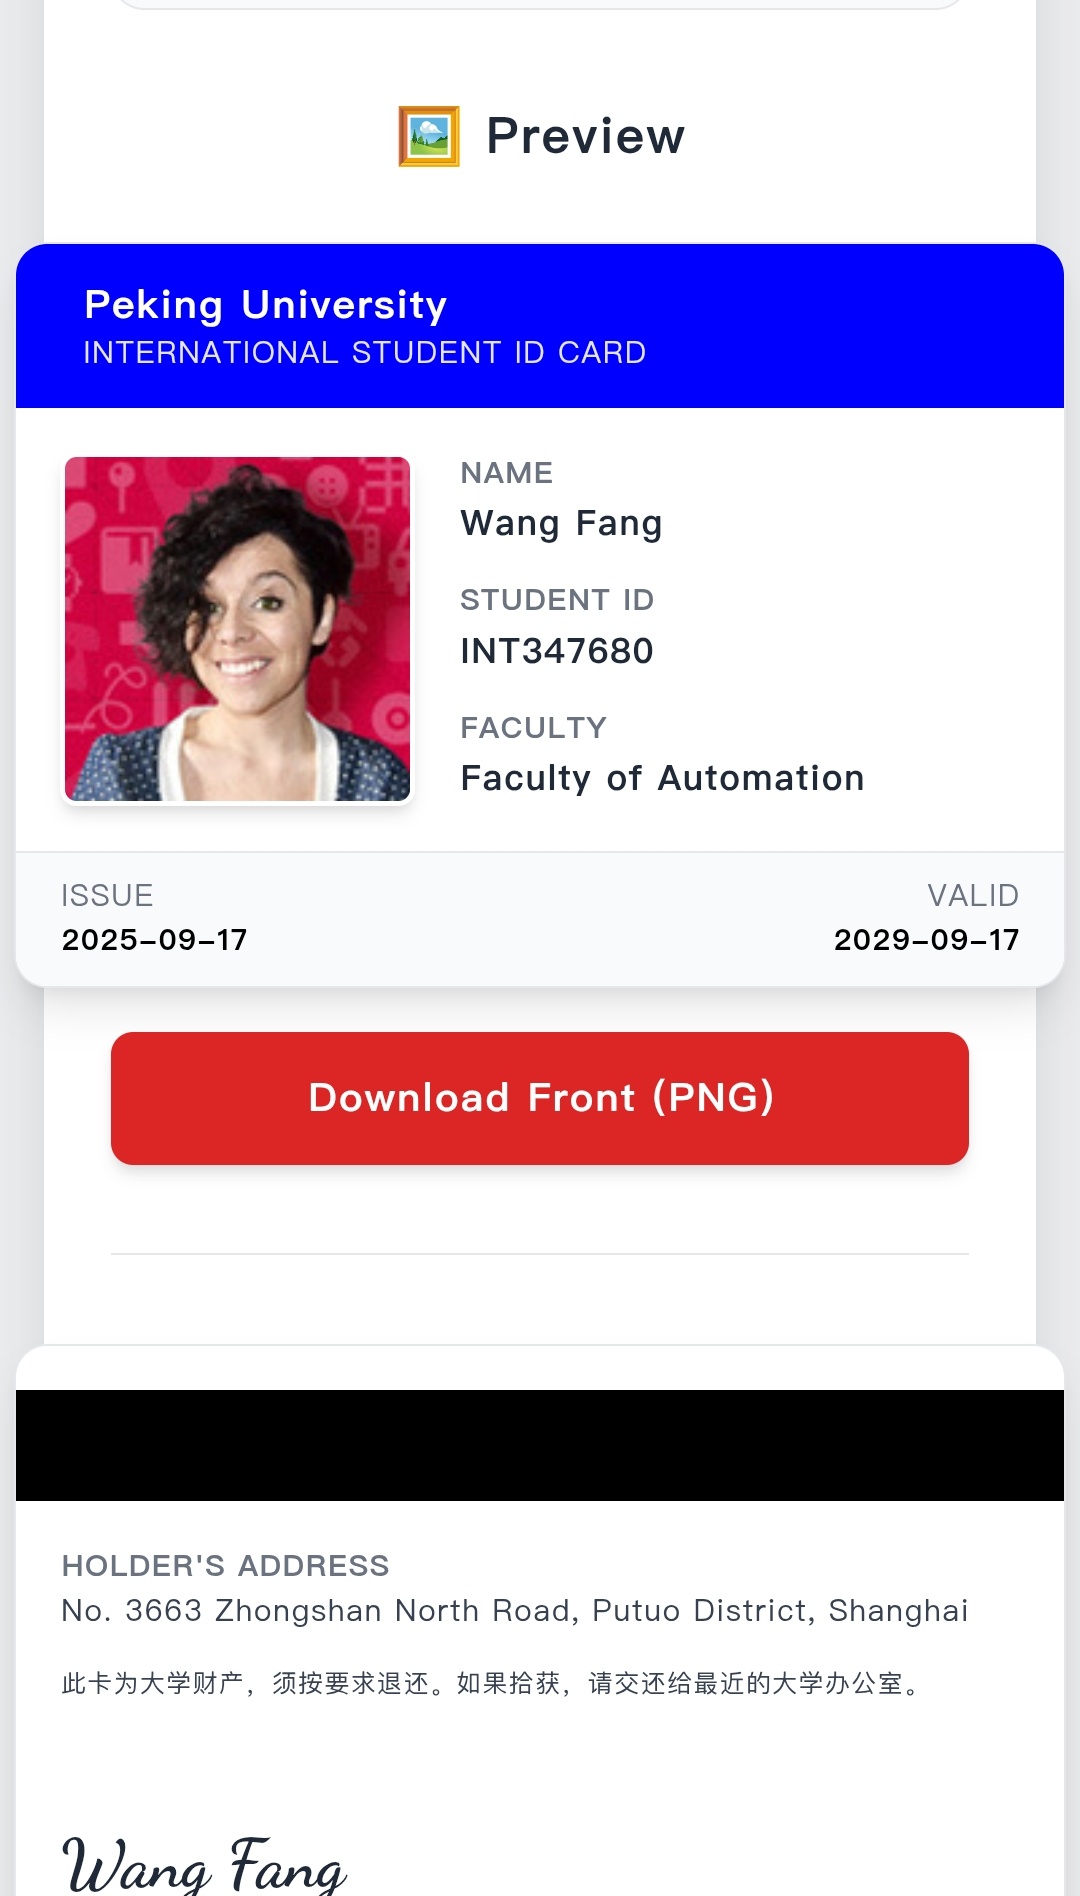 Preview
Peking University
INTERNATIONAL STUDENT ID CARD
NAME
Wang Fang
STUDENT ID
INT347680
FACULTY
Faculty of Automation
ISSUE
2025-09-17
VALID
2029-09-17
Download Front (PNG)
HOLDER'S ADDRESS
No. 3663 Zhongshan North Road, Putuo District, Shanghai
此卡为大学财产，须按要求退还。如果拾获，请交还给最近的大学办公室。
Wang Fang